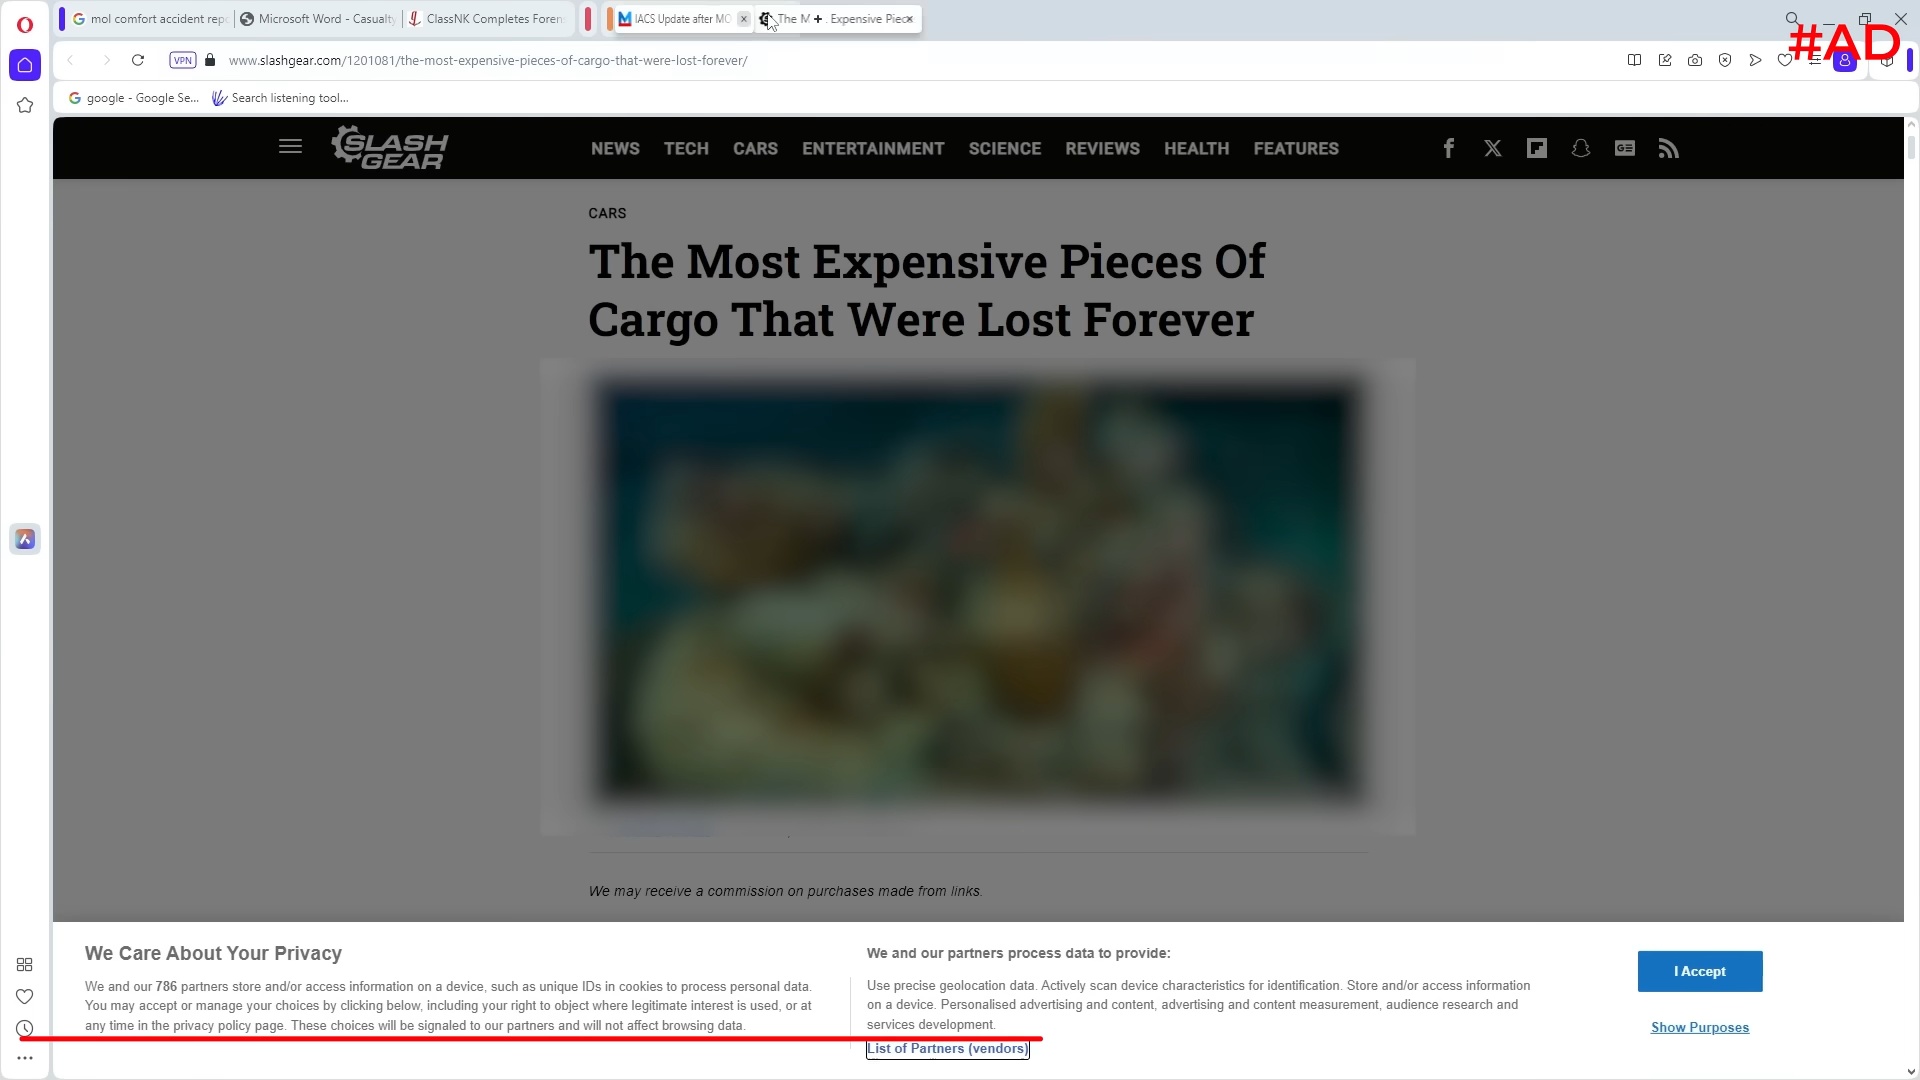 mol comfort accident rep
Microsoft Word - Casualty
ClassNK Completes Foren
IACS Update after MO
The M
Expensive Piec
#AD
VPN
www.slashgear.com/1201081/the-most-expensive-pieces-of-cargo-that-were-lost-forever/
google - Google Se...
Search listening tool...
SLASH
GEAR
NEWS TECH CARS ENTERTAINMENT SCIENCE REVIEWS HEALTH FEATURES
CARS
The Most Expensive Pieces Of
Cargo That Were Lost Forever
We may receive a commission on purchases made from links.
We Care About Your Privacy
We and our 786 partners store and/or access information on a device, such as unique IDs in cookies to process personal data.
You may accept or manage your choices by clicking below, including your right to object where legitimate interest is used, or at
any time in the privacy policy page. These choices will be signaled to our partners and will not affect browsing data.
We and our partners process data to provide:
Use precise geolocation data. Actively scan device characteristics for identification. Store and/or access information
on a device. Personalised advertising and content, advertising and content measurement, audience research and
services development.
List of Partners (vendors)
I Accept
Show Purposes